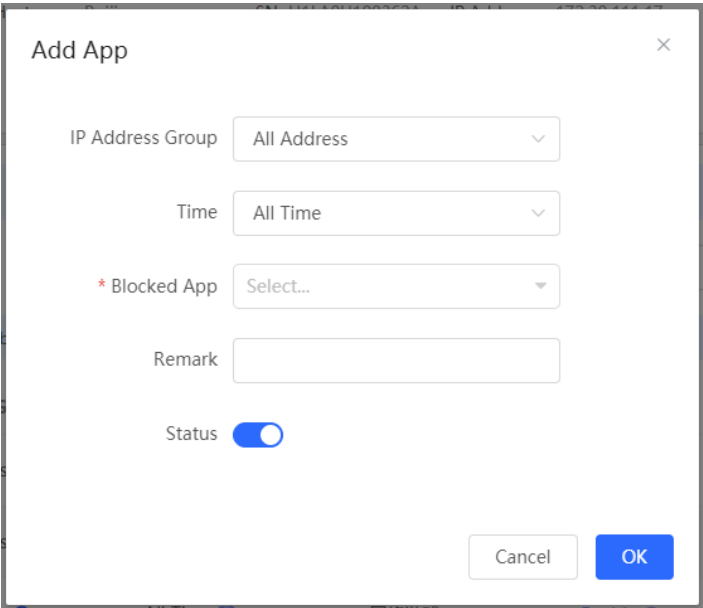 Add App
IP Address Group All Address
Time All Time
* Blocked App Select...
Remark
Status
Cancel OK